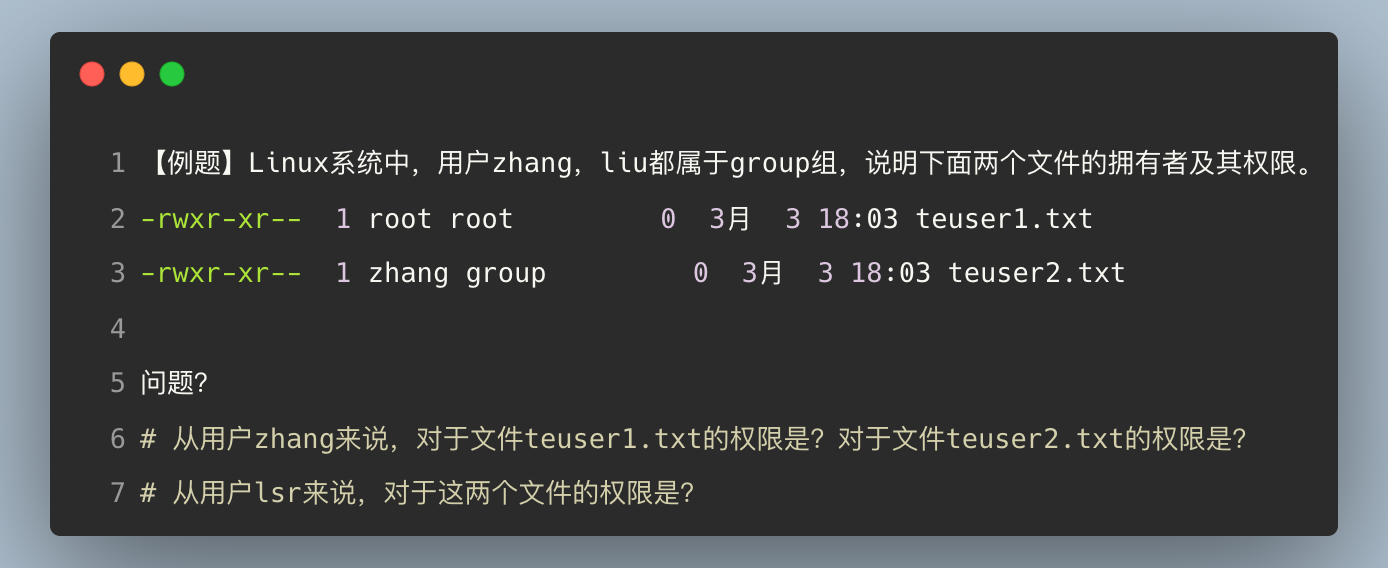 1 【例题】Linux系统中，用户zhang，liu都属于group组，说明下面两个文件的拥有者及其权限。
2 -rwxr-xr-- 1 root root 0 3月 3 18:03 teuser1.txt
3 -rwxr-xr-- 1 zhang group 0 3月 3 18:03 teuser2.txt
4
5 问题？
6 # 从用户zhang来说，对于文件teuser1.txt的权限是？对于文件teuser2.txt的权限是？
7 # 从用户lsr来说，对于这两个文件的权限是？